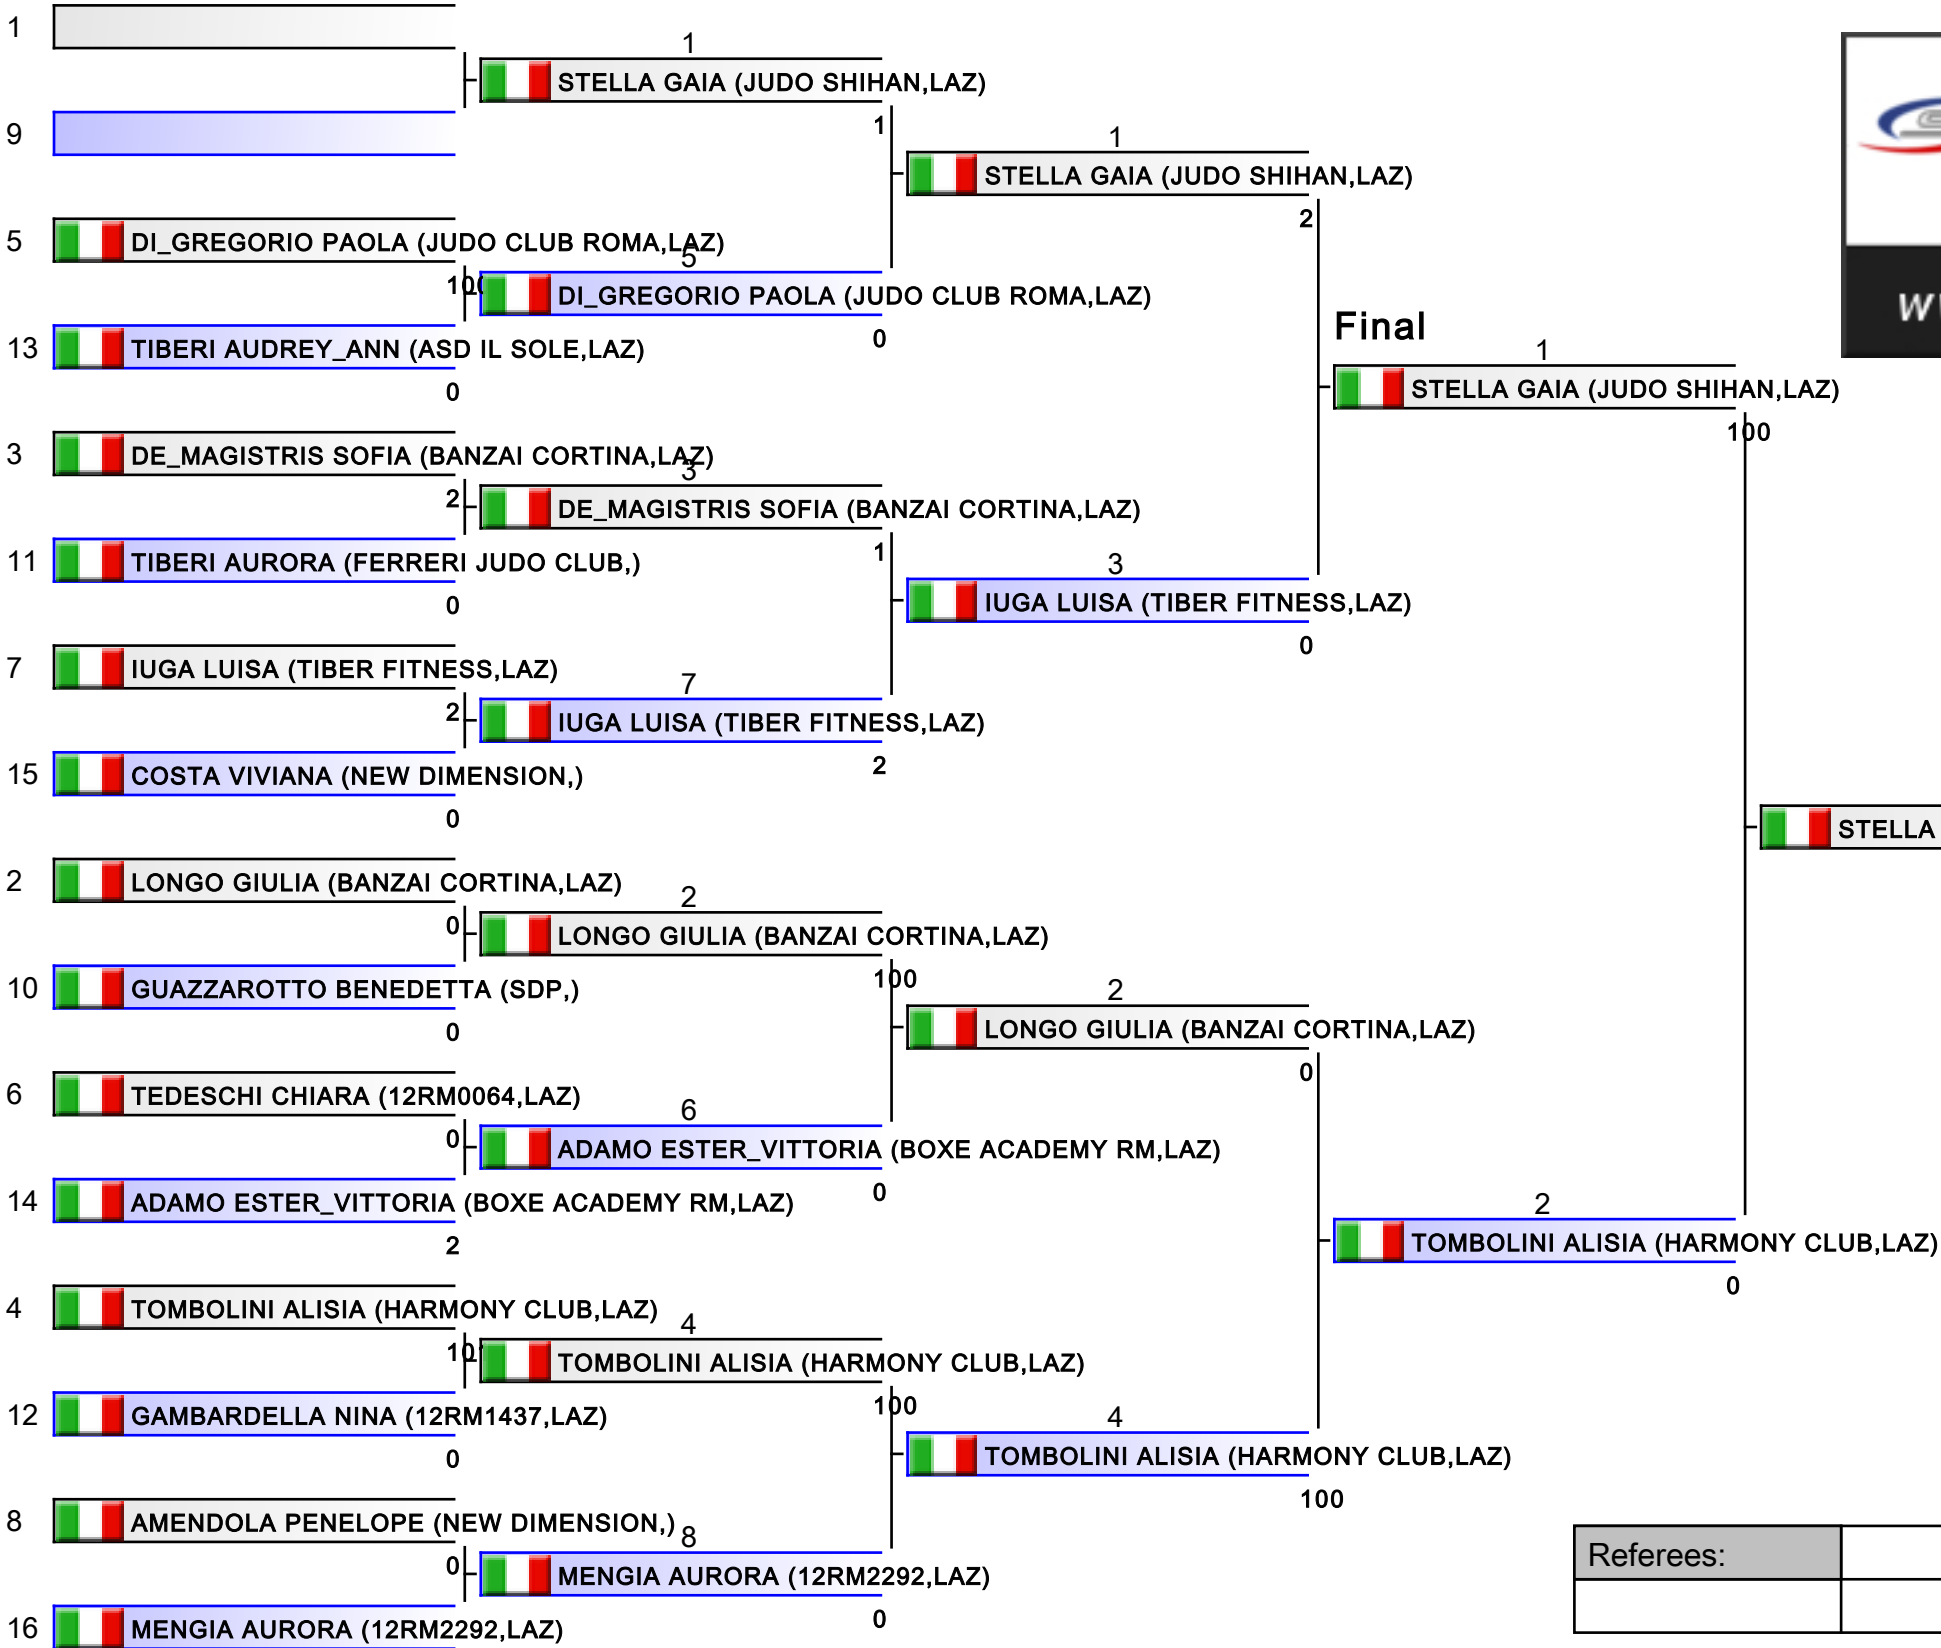 1
1
STELLA GAIA (JUDO SHIHAN,LAZ)
9
1
1
STELLA GAIA (JUDO SHIHAN,LAZ)
2
5
DI_GREGORIO PAOLA (JUDO CLUB ROMA,LAZ)
5
100
DI_GREGORIO PAOLA (JUDO CLUB ROMA,LAZ)
0
13
TIBERI AUDREY_ANN (ASD IL SOLE,LAZ)
0
Final
1
STELLA GAIA (JUDO SHIHAN,LAZ)
100
3
DE_MAGISTRIS SOFIA (BANZAI CORTINA,LAZ)
3
2
DE_MAGISTRIS SOFIA (BANZAI CORTINA,LAZ)
1
11
TIBERI AURORA (FERRERI JUDO CLUB,)
0
3
IUGA LUISA (TIBER FITNESS,LAZ)
0
7
IUGA LUISA (TIBER FITNESS,LAZ)
7
2
IUGA LUISA (TIBER FITNESS,LAZ)
2
15
COSTA VIVIANA (NEW DIMENSION,)
0
STELLA
2
LONGO GIULIA (BANZAI CORTINA,LAZ)
2
0
LONGO GIULIA (BANZAI CORTINA,LAZ)
100
10
GUAZZAROTTO BENEDETTA (SDP,)
0
2
LONGO GIULIA (BANZAI CORTINA,LAZ)
0
6
TEDESCHI CHIARA (12RM0064,LAZ)
6
0
ADAMO ESTER_VITTORIA (BOXE ACADEMY RM,LAZ)
0
14
ADAMO ESTER_VITTORIA (BOXE ACADEMY RM,LAZ)
2
2
TOMBOLINI ALISIA (HARMONY CLUB,LAZ)
0
4
TOMBOLINI ALISIA (HARMONY CLUB,LAZ)
4
TOMBOLINI ALISIA (HARMONY CLUB,LAZ)
100
12
GAMBARDELLA NINA (12RM1437,LAZ)
0
4
TOMBOLINI ALISIA (HARMONY CLUB,LAZ)
100
8
AMENDOLA PENELOPE (NEW DIMENSION,)
8
0
MENGIA AURORA (12RM2292,LAZ)
0
16
MENGIA AURORA (12RM2292,LAZ)
Referees: